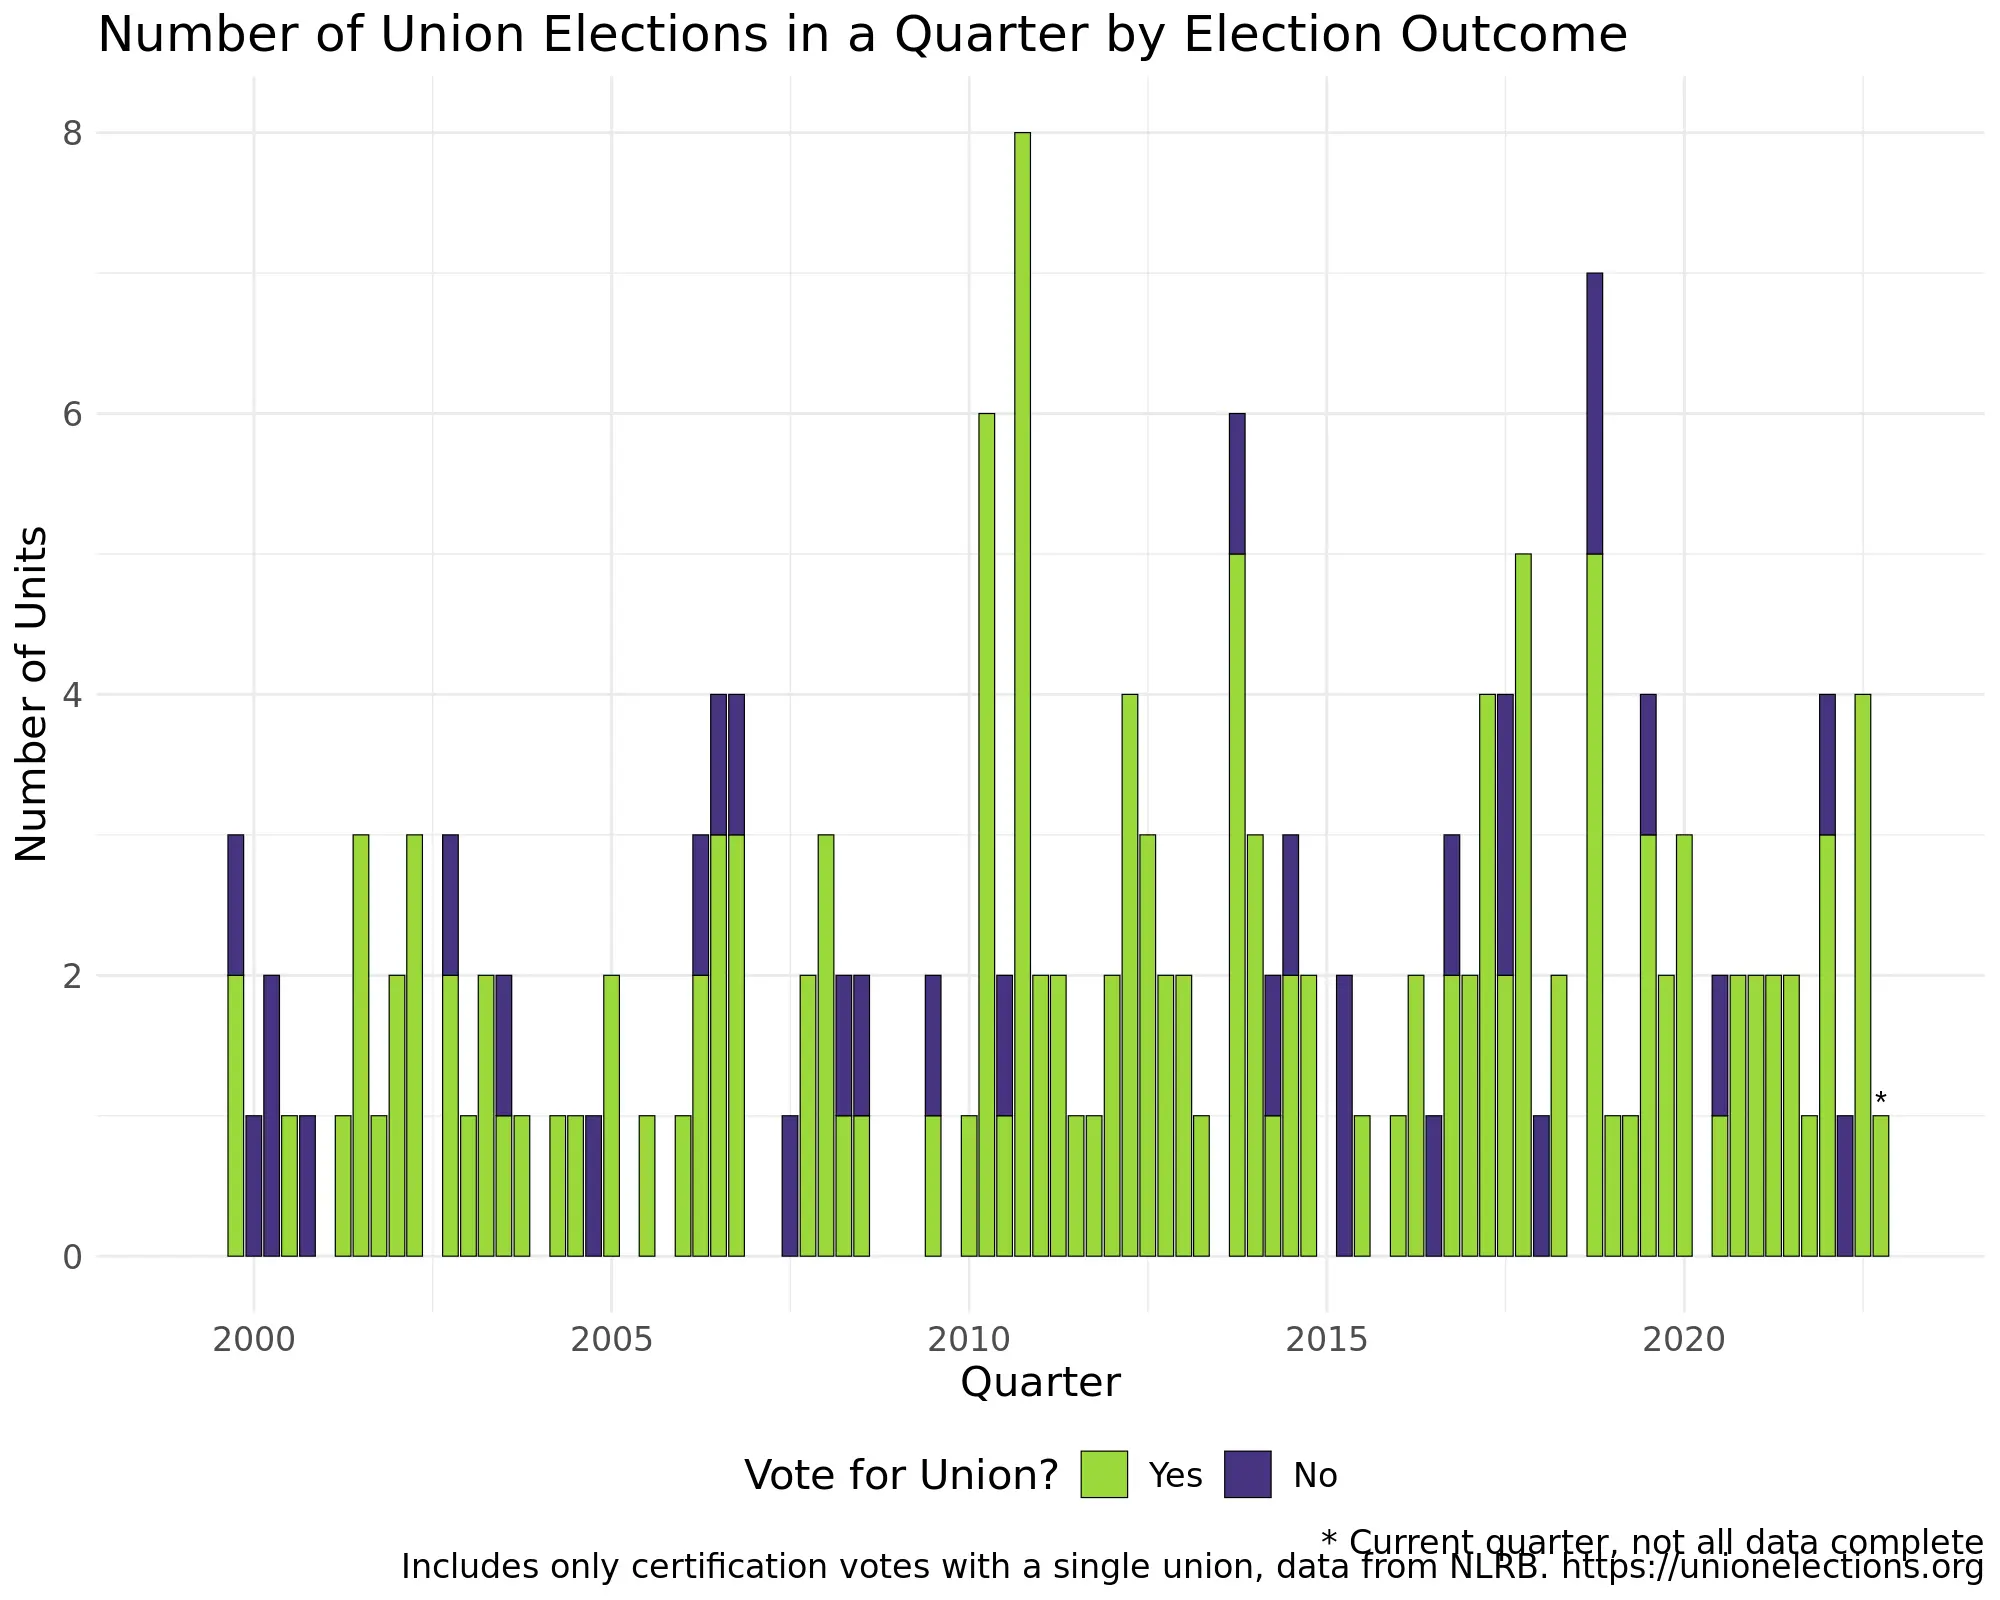 Number of Union Elections in a Quarter by Election Outcome
8
6
4
2
0
Number of Units
*
2000 2005 2010 2015 2020
Quarter
Vote for Union? Yes No
* Current quarter, not all data complete
Includes only certification votes with a single union, data from NLRB. https://unionelections.org